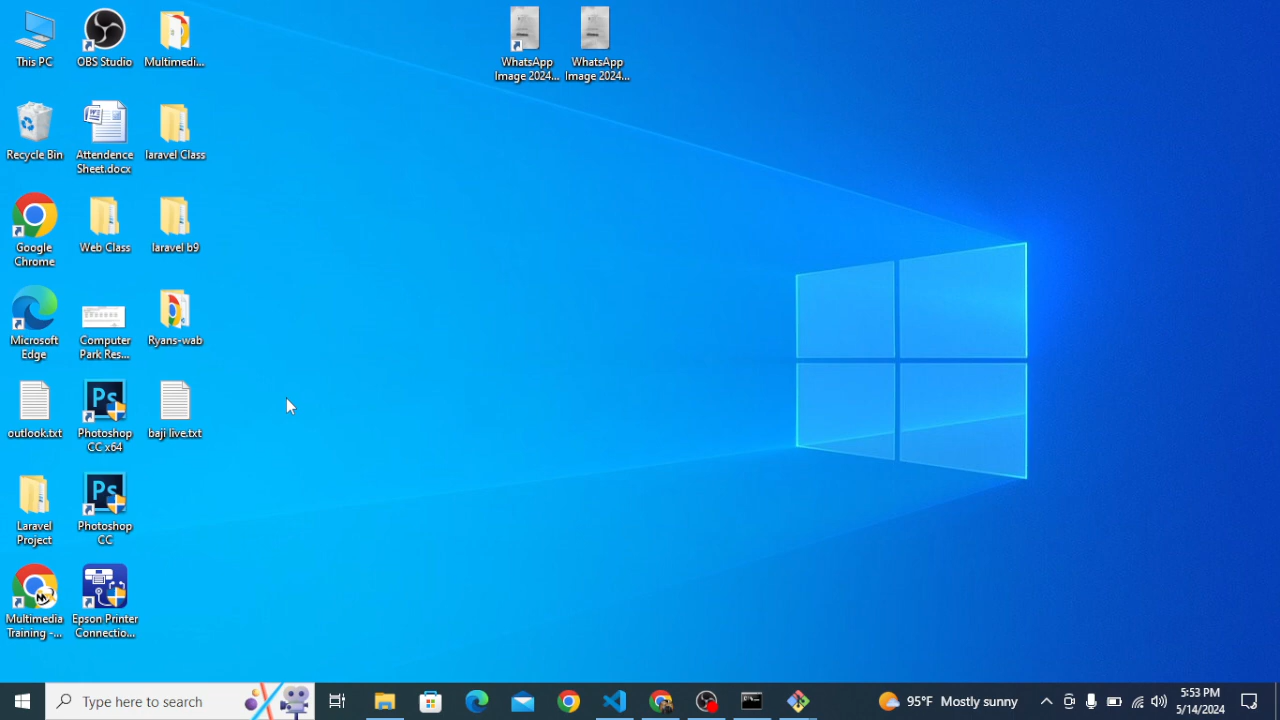 This PC
OBS Studio
Multimedi...
WhatsApp
Image 2024...
WhatsApp
Image 2024...
Recycle Bin
Attendence
Sheet.docx
laravel Class
Google
Chrome
Web Class
laravel b9
Microsoft
Edge
Computer
Park Res...
Ryans-wab
outlook.txt
Ps
Photoshop
CC x64
baji live.txt
Laravel
Project
Ps
Photoshop
CC
Multimedia
Training -...
Epson Printer
Connectio...
Type here to search
95°F Mostly sunny
5:53 PM
5/14/2024